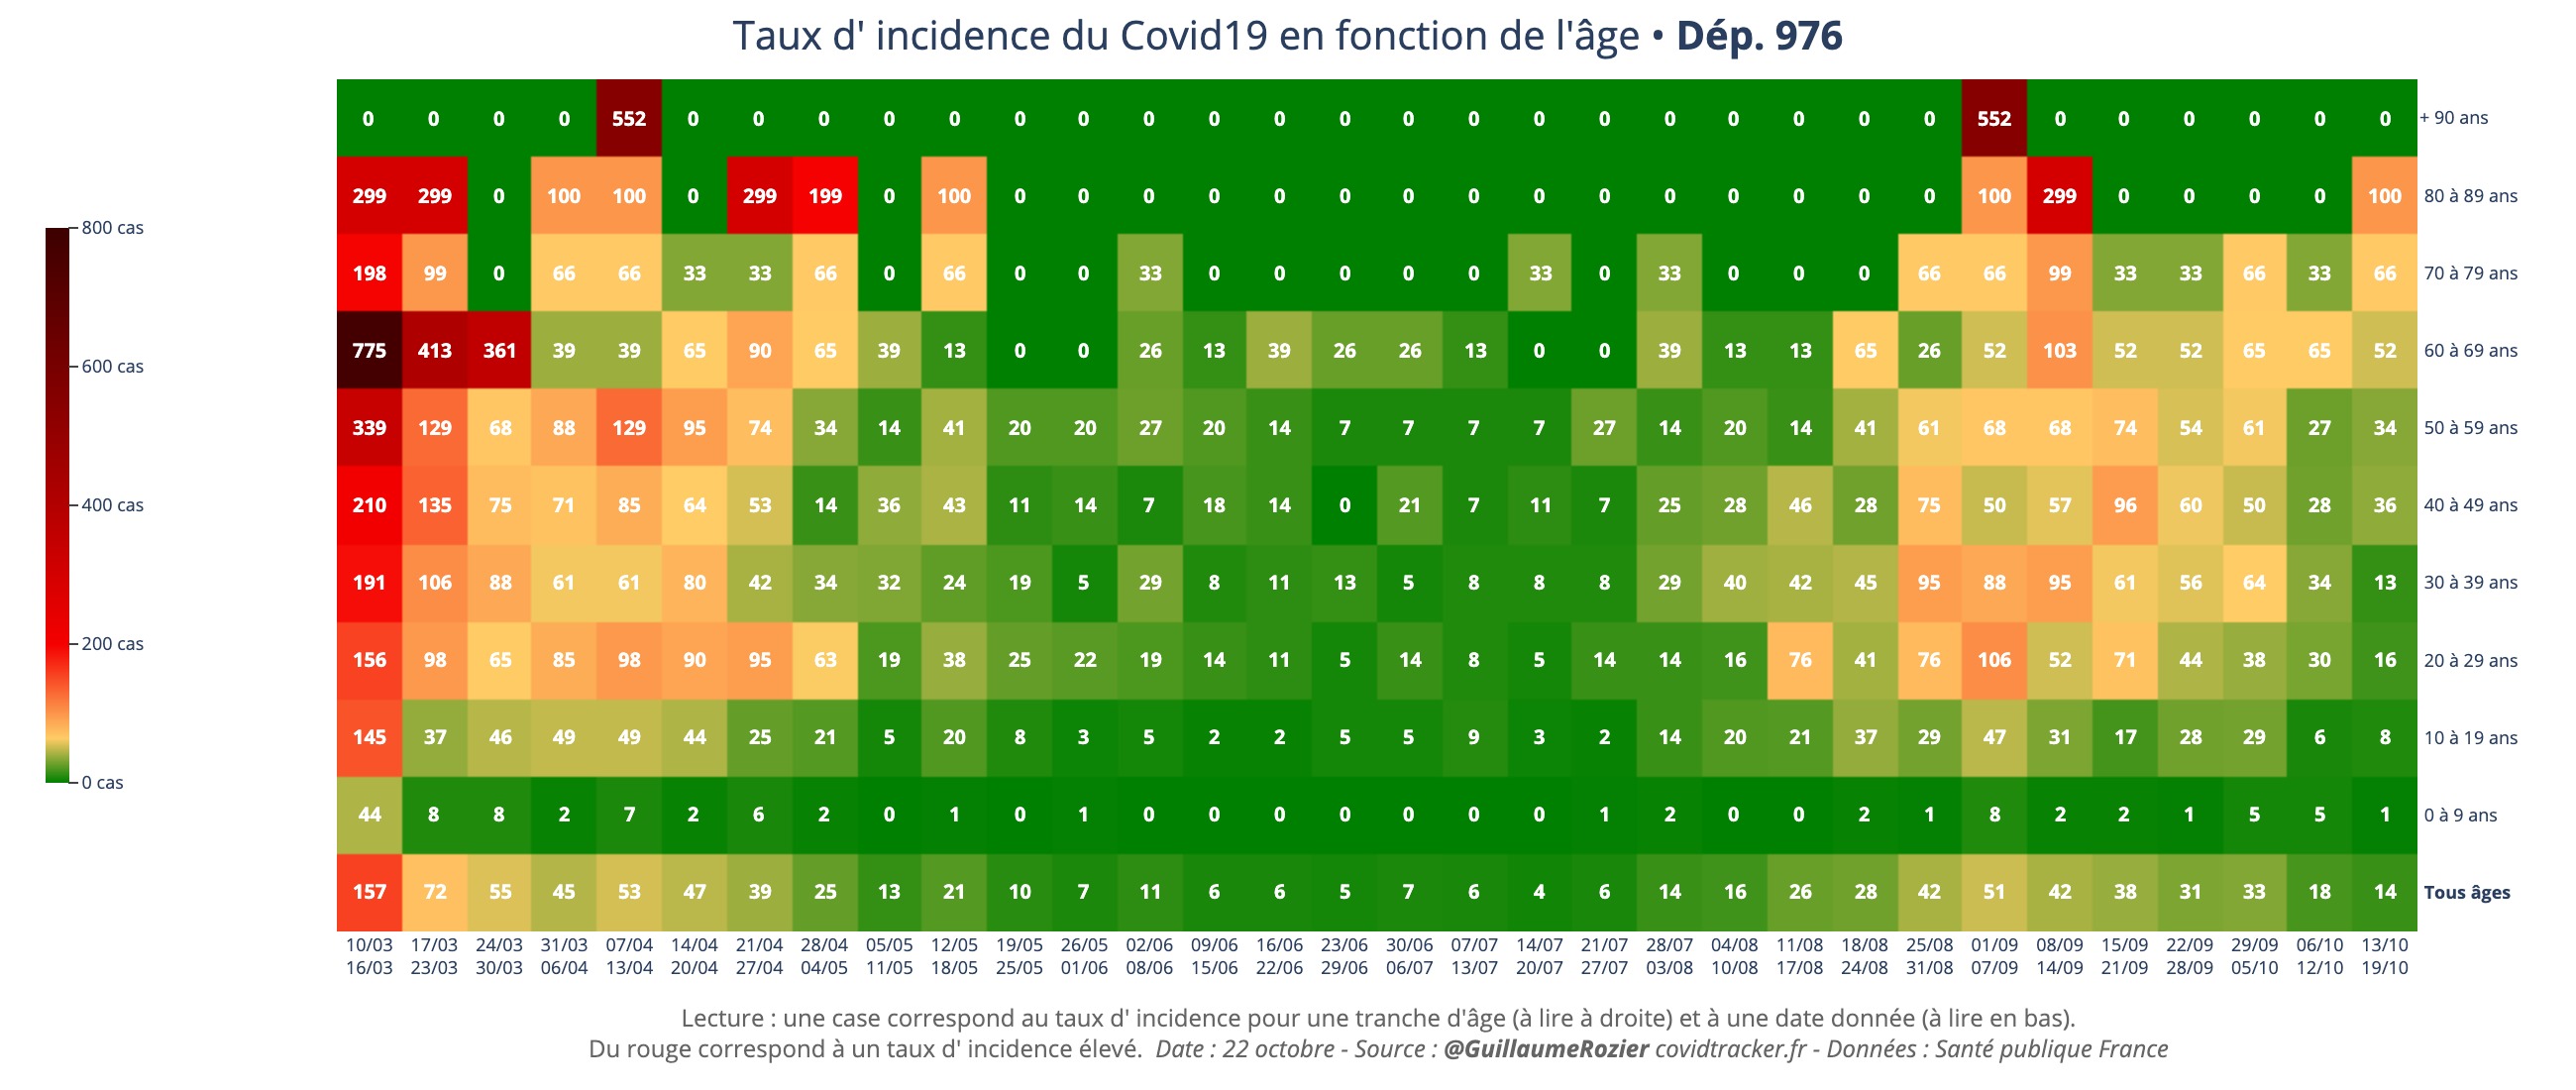 Taux d' incidence du Covid19 en fonction de l'âge • Dép. 976
0 0 0 0 552 0 0 0 0 0 0 0 0 0 0 0 0 0 0 0 0 0 0 0 0 552 0 0 0 0 0 0 + 90 ans
299 299 0 100 100 0 299 199 0 100 0 0 0 0 0 0 0 0 0 0 0 0 0 0 0 100 299 0 0 0 0 100 80 à 89 ans
800 cas
198 99 0 66 66 33 33 66 0 66 0 0 33 0 0 0 0 0 33 0 33 0 0 0 66 66 99 33 33 66 33 66 70 à 79 ans
775 413 361 39 39 65 90 65 39 13 0 0 26 13 39 26 26 13 0 0 39 13 13 65 26 52 103 52 52 65 65 52 60 à 69 ans
600 cas
339 129 68 88 129 95 74 34 14 41 20 20 27 20 14 7 7 7 7 27 14 20 14 41 61 68 68 74 54 61 27 34 50 à 59 ans
400 cas
210 135 75 71 85 64 53 14 36 43 11 14 7 18 14 0 21 7 11 7 25 28 46 28 75 50 57 96 60 50 28 36 40 à 49 ans
191 106 88 61 61 80 42 34 32 24 19 5 29 8 11 13 5 8 8 8 29 40 42 45 95 88 95 61 56 64 34 13 30 à 39 ans
200 cas
156 98 65 85 98 90 95 63 19 38 25 22 19 14 11 5 14 8 5 14 14 16 76 41 76 106 52 71 44 38 30 16 20 à 29 ans
145 37 46 49 49 44 25 21 5 20 8 3 5 2 2 5 5 9 3 2 14 20 21 37 29 47 31 17 28 29 6 8 10 à 19 ans
0 cas
44 8 8 2 7 2 6 2 0 1 0 1 0 0 0 0 0 0 0 1 2 0 0 2 1 8 2 2 1 5 5 1 0 à 9 ans
157 72 55 45 53 47 39 25 13 21 10 7 11 6 6 5 7 6 4 6 14 16 26 28 42 51 42 38 31 33 18 14 Tous âges
10/03 17/03 24/03 31/03 07/04 14/04 21/04 28/04 05/05 12/05 19/05 26/05 02/06 09/06 16/06 23/06 30/06 07/07 14/07 21/07 28/07 04/08 11/08 18/08 25/08 01/09 08/09 15/09 22/09 29/09 06/10 13/10
16/03 23/03 30/03 06/04 13/04 20/04 27/04 04/05 11/05 18/05 25/05 01/06 08/06 15/06 22/06 29/06 06/07 13/07 20/07 27/07 03/08 10/08 17/08 24/08 31/08 07/09 14/09 21/09 28/09 05/10 12/10 19/10
Lecture : une case correspond au taux d' incidence pour une tranche d'âge (à lire à droite) et à une date donnée (à lire en bas).
Du rouge correspond à un taux d' incidence élevé. Date : 22 octobre - Source : @GuillaumeRozier covidtracker.fr - Données : Santé publique France